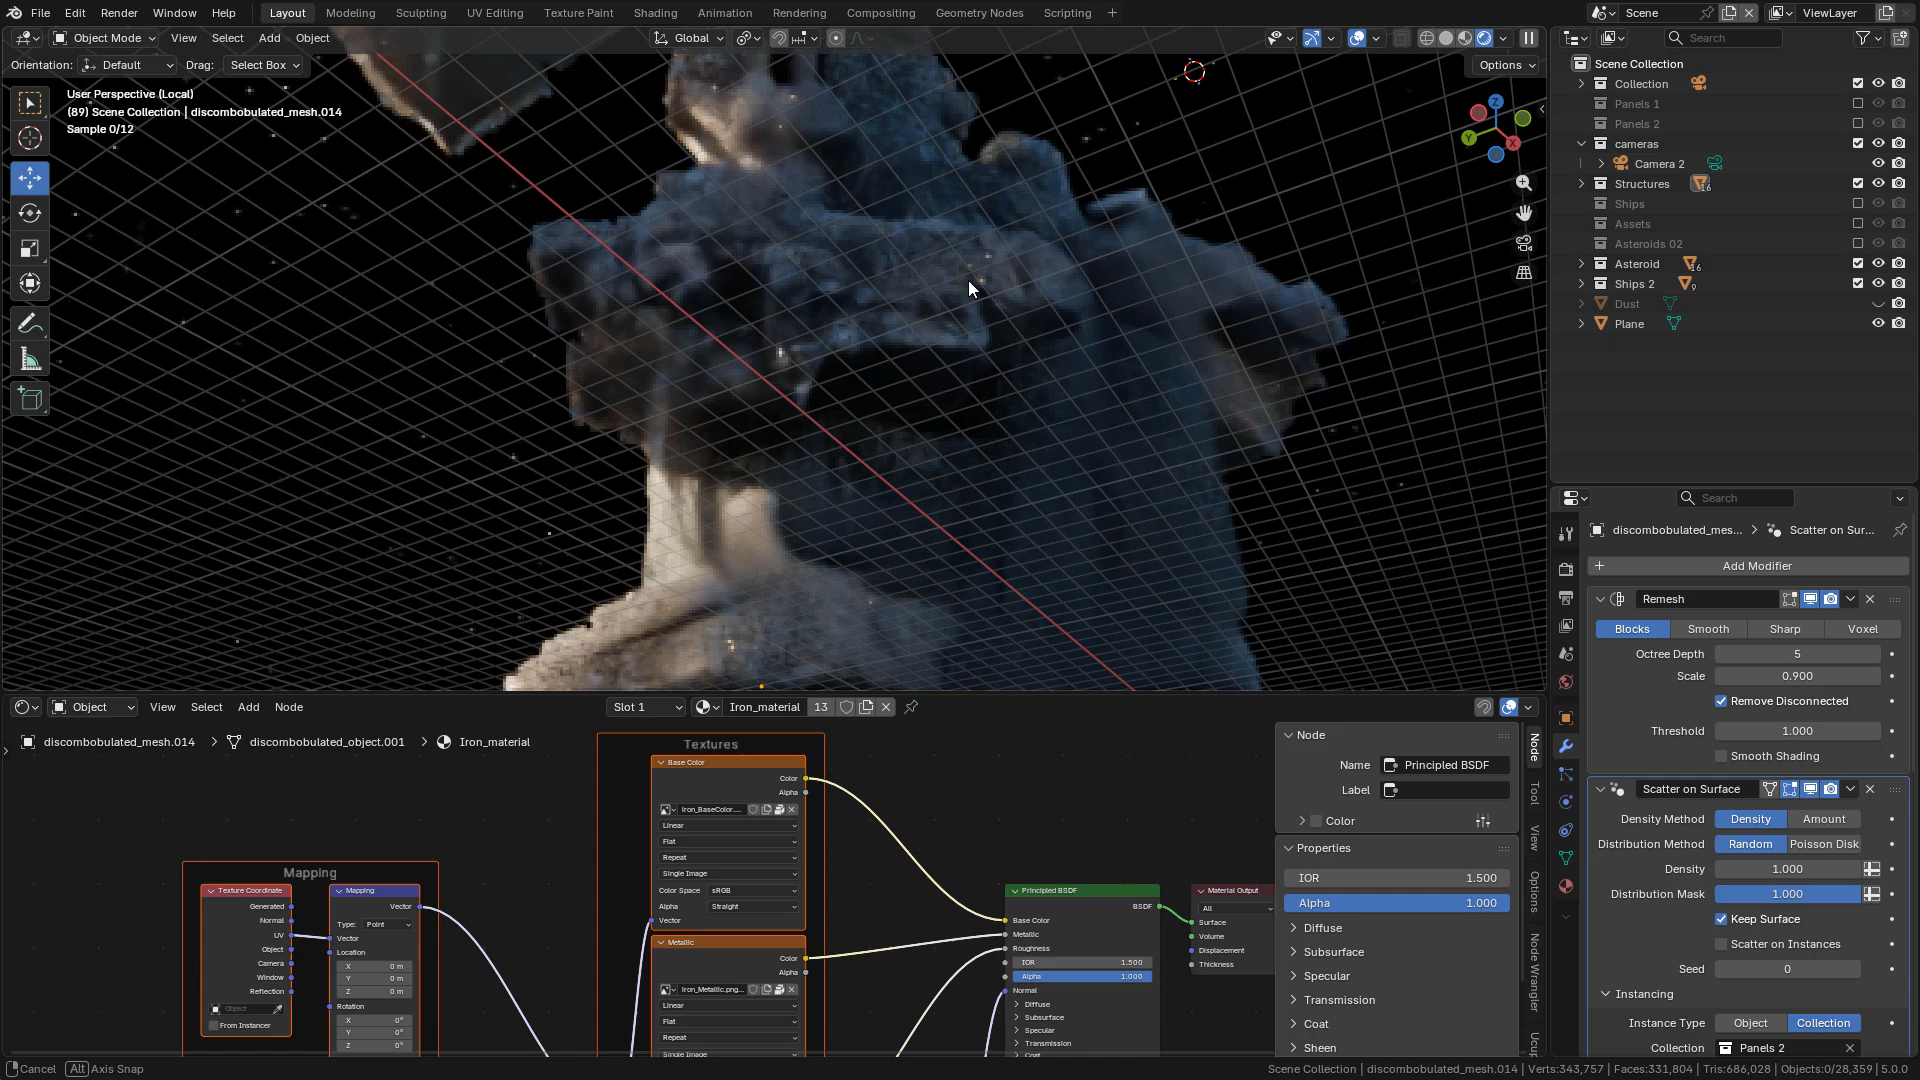 File Edit Render Window Help Layout Modeling Sculpting UV Editing Texture Paint Shading Animation Rendering Compositing Geometry Nodes Scripting Scene ViewLayer
Object Mode View Select Add Object Global
Orientation: Default Drag: Select Box Options
User Perspective (Local)
(89) Scene Collection | discombobulated_mesh.014
Sample 0/12
Z
Y
X
Search
Scene Collection
Collection
Panels 1
Panels 2
cameras
Camera 2
Structures 16
Ships
Assets
Asteroids 02
Asteroid 16
Ships 2 9
Dust
Plane
Search
discombobulated_mes... Scatter on Sur...
Add Modifier
Remesh
Blocks Smooth Sharp Voxel
Octree Depth 5
Scale 0.900
Remove Disconnected
Threshold 1.000
Smooth Shading
Scatter on Surface
Density Method Density Amount
Distribution Method Random Poisson Disk
Density 1.000
Distribution Mask 1.000
Keep Surface
Scatter on Instances
Seed 0
Instancing
Instance Type Object Collection
Collection Panels 2
Object View Select Add Node Slot 1 Iron_material 13
discombobulated_mesh.014 discombobulated_object.001 Iron_material
Mapping
Texture Coordinate
Generated
Normal
UV
Object
Camera
Window
Reflection
Object
From Instancer
Mapping
Vector
Type: Point
Vector
Location
X 0 m
Y 0 m
Z 0 m
Rotation
X 0°
Y 0°
Z 0°
Textures
Base Color
Color
Alpha
Iron_BaseColor....
Linear
Flat
Repeat
Single Image
Color Space sRGB
Alpha Straight
Vector
Metallic
Color
Alpha
Iron_Metallic.png...
Linear
Flat
Repeat
Single Image
Principled BSDF
BSDF
Base Color
Metallic
Roughness
IOR 1.500
Alpha 1.000
Normal
Diffuse
Subsurface
Specular
Transmission
Coat
Material Output
All
Surface
Volume
Displacement
Thickness
Node
Name Principled BSDF
Label
Color
Properties
IOR 1.500
Alpha 1.000
Diffuse
Subsurface
Specular
Transmission
Coat
Sheen
Node
Tool
View
Options
Node Wrangler
Cancel Alt Axis Snap
Scene Collection | discombobulated_mesh.014 | Verts:343,757 | Faces:331,804 | Tris:686,028 | Objects:0/28,359 | 5.0.0